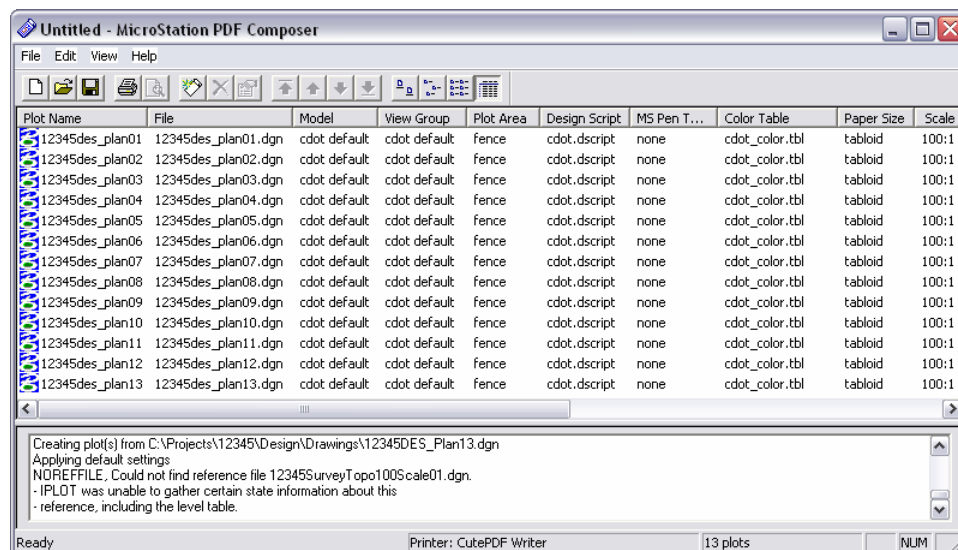 Untitled - MicroStation PDF Composer
File Edit View Help
Plot Name File Model View Group Plot Area Design Script MS Pen T... Color Table Paper Size Scale
12345des_plan01 12345des_plan01.dgn cdot default cdot default fence cdot.dscript none cdot_color.tbl tabloid 100:1
12345des_plan02 12345des_plan02.dgn cdot default cdot default fence cdot.dscript none cdot_color.tbl tabloid 100:1
12345des_plan03 12345des_plan03.dgn cdot default cdot default fence cdot.dscript none cdot_color.tbl tabloid 100:1
12345des_plan04 12345des_plan04.dgn cdot default cdot default fence cdot.dscript none cdot_color.tbl tabloid 100:1
12345des_plan05 12345des_plan05.dgn cdot default cdot default fence cdot.dscript none cdot_color.tbl tabloid 100:1
12345des_plan06 12345des_plan06.dgn cdot default cdot default fence cdot.dscript none cdot_color.tbl tabloid 100:1
12345des_plan07 12345des_plan07.dgn cdot default cdot default fence cdot.dscript none cdot_color.tbl tabloid 100:1
12345des_plan08 12345des_plan08.dgn cdot default cdot default fence cdot.dscript none cdot_color.tbl tabloid 100:1
12345des_plan09 12345des_plan09.dgn cdot default cdot default fence cdot.dscript none cdot_color.tbl tabloid 100:1
12345des_plan10 12345des_plan10.dgn cdot default cdot default fence cdot.dscript none cdot_color.tbl tabloid 100:1
12345des_plan11 12345des_plan11.dgn cdot default cdot default fence cdot.dscript none cdot_color.tbl tabloid 100:1
12345des_plan12 12345des_plan12.dgn cdot default cdot default fence cdot.dscript none cdot_color.tbl tabloid 100:1
12345des_plan13 12345des_plan13.dgn cdot default cdot default fence cdot.dscript none cdot_color.tbl tabloid 100:1
Creating plot(s) from C:\Projects\12345\Design\Drawings\12345DES_Plan13.dgn
Applying default settings
NOREFFILE, Could not find reference file 12345SurveyTopo100Scale01.dgn.
- IPLOT was unable to gather certain state information about this
- reference, including the level table.
Ready Printer: CutePDF Writer 13 plots NUM